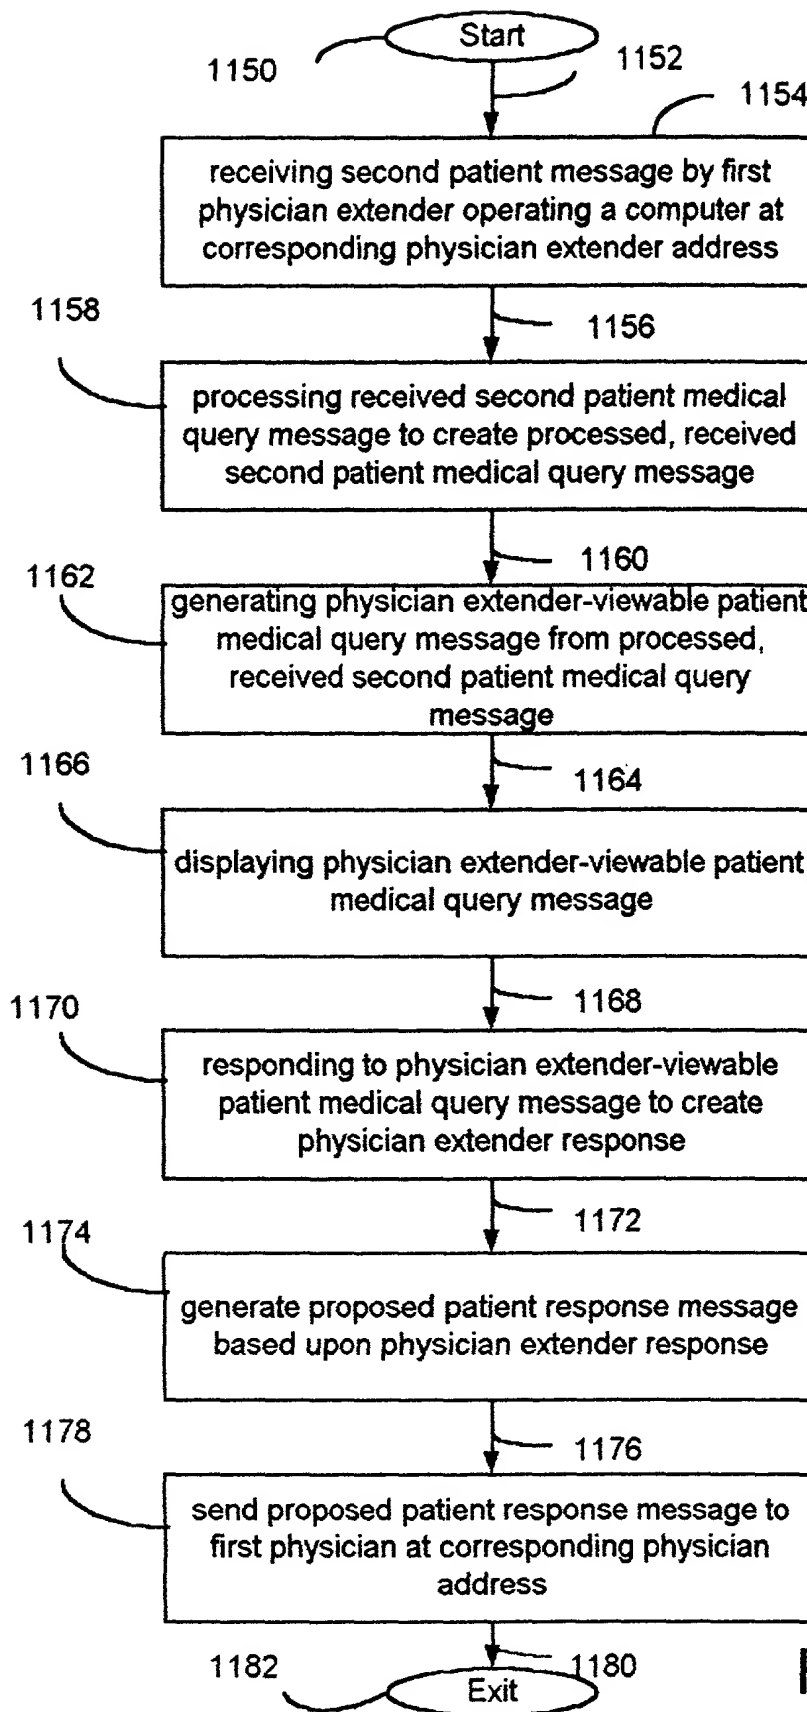 Start
1150
1152
1154
receiving second patient message by first
physician extender operating a computer at
corresponding physician extender address
1158
1156
processing received second patient medical
query message to create processed, received
second patient medical query message
1160
1162
generating physician extender-viewable patient
medical query message from processed,
received second patient medical query
message
1166
1164
displaying physician extender-viewable patient
medical query message
1170
1168
responding to physician extender-viewable
patient medical query message to create
physician extender response
1172
1174
generate proposed patient response message
based upon physician extender response
1178
1176
send proposed patient response message to
first physician at corresponding physician
address
1182
1180
Exit